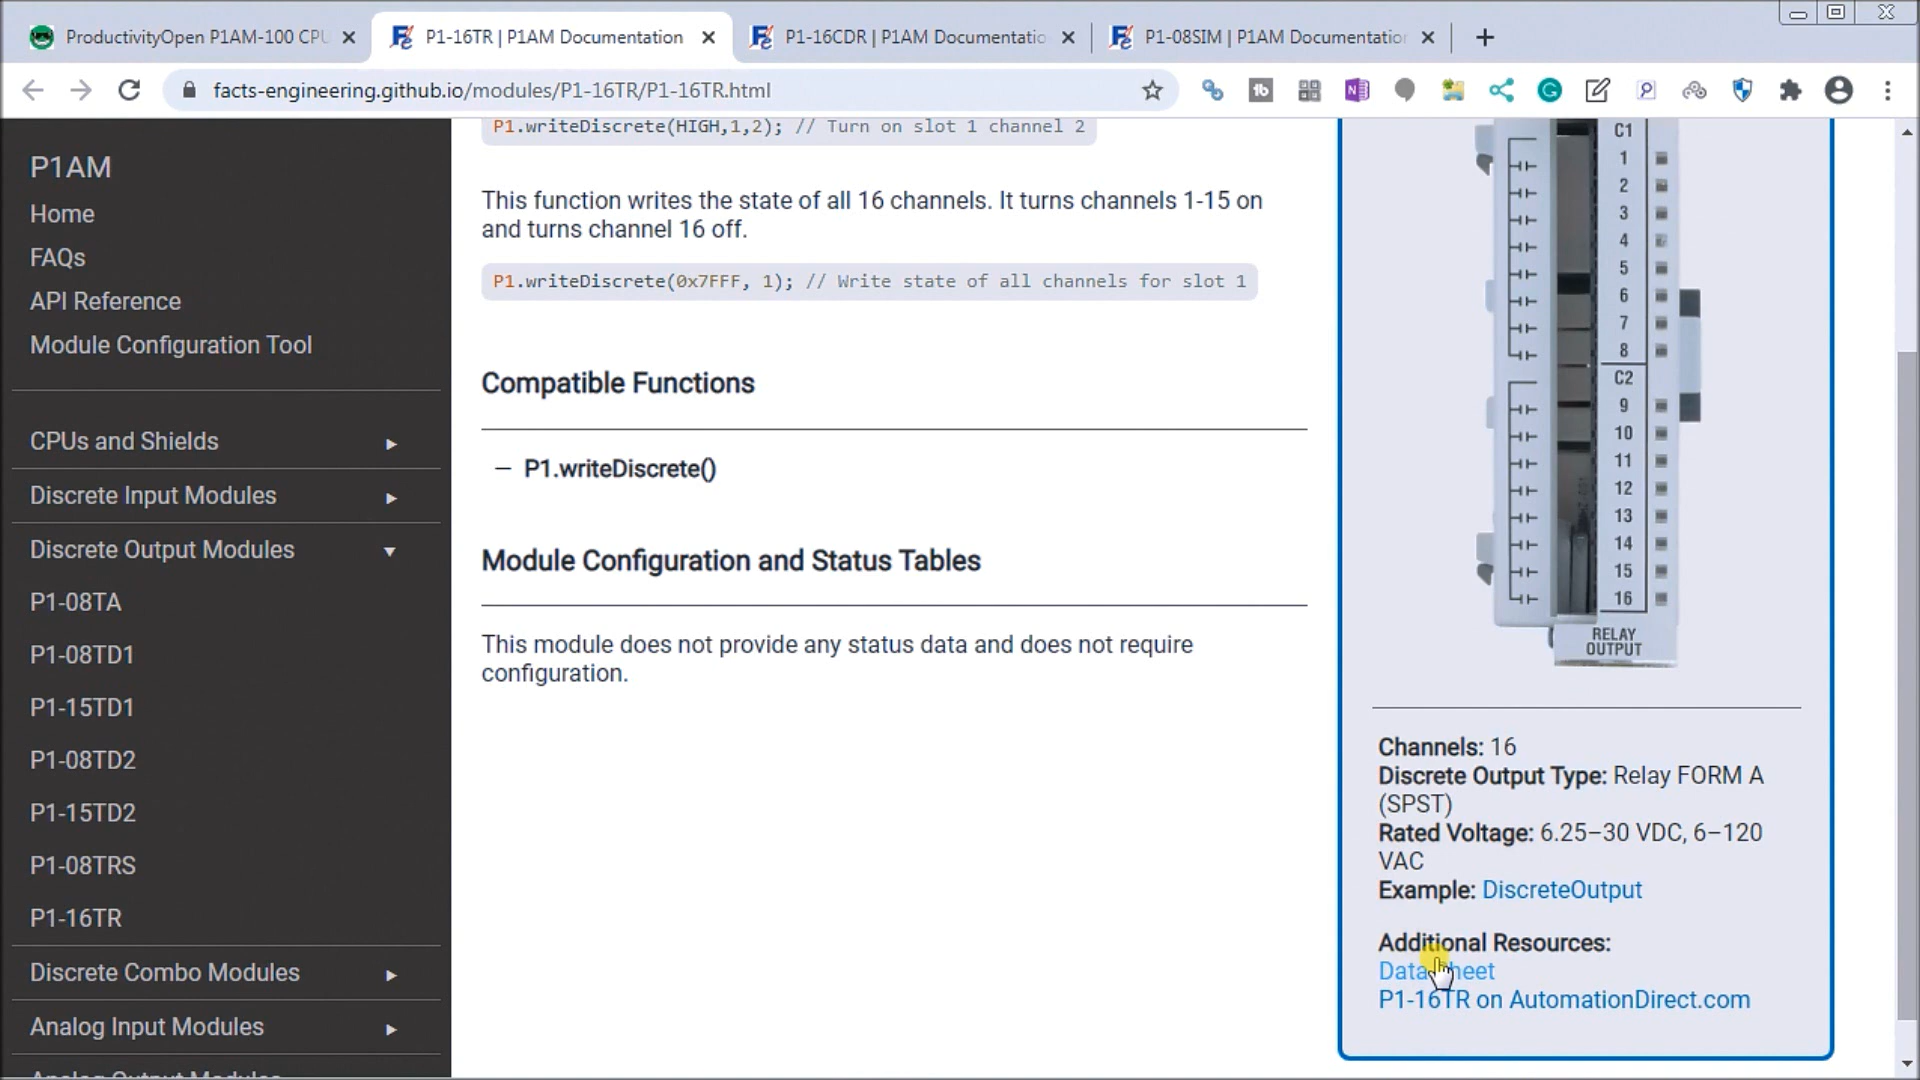 ProductivityOpen P1AM-100 CPU
P1-16TR | P1AM Documentation
P1-16CDR | P1AM Documentatio
P1-08SIM | P1AM Documentatio
facts-engineering.github.io/modules/P1-16TR/P1-16TR.html
P1AM
Home
FAQs
API Reference
Module Configuration Tool
CPUs and Shields
Discrete Input Modules
Discrete Output Modules
P1-08TA
P1-08TD1
P1-15TD1
P1-08TD2
P1-15TD2
P1-08TRS
P1-16TR
Discrete Combo Modules
Analog Input Modules
Analog Output Modules
P1.writeDiscrete(HIGH,1,2); // Turn on slot 1 channel 2
This function writes the state of all 16 channels. It turns channels 1-15 on
and turns channel 16 off.
P1.writeDiscrete(0x7FFF, 1); // Write state of all channels for slot 1
Compatible Functions
– P1.writeDiscrete()
Module Configuration and Status Tables
This module does not provide any status data and does not require
configuration.
C1
1
2
3
4
5
6
7
8
C2
9
10
11
12
13
14
15
16
RELAY
OUTPUT
Channels: 16
Discrete Output Type: Relay FORM A
(SPST)
Rated Voltage: 6.25–30 VDC, 6–120
VAC
Example: DiscreteOutput
Additional Resources:
Datasheet
P1-16TR on AutomationDirect.com